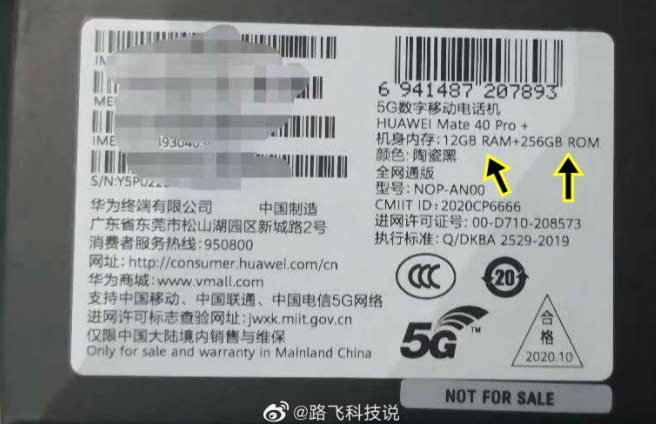 IM
IM
MEI
IME
93040
S/N:Y5P022
华为终端有限公司 中国制造
广东省东莞市松山湖园区新城路2号
消费者服务热线: 950800
网址: http://consumer.huawei.com/cn
华为商城: www.vmall.com
支持中国移动、中国联通、中国电信5G网络
进网许可标志查验网址: jwxk.miit.gov.cn
仅限中国大陆境内销售与维保
Only for sale and warranty in Mainland China
6 941487 207893
5G数字移动电话机
HUAWEI Mate 40 Pro +
机身内存: 12GB RAM+256GB ROM
颜色: 陶瓷黑
全网通版
型号: NOP-AN00
CMIIT ID: 2020CP6666
进网许可证号: 00-D710-208573
执行标准: Q/DKBA 2529-2019
CCC
20
5G TM
合格
2020.10
NOT FOR SALE
@路飞科技说